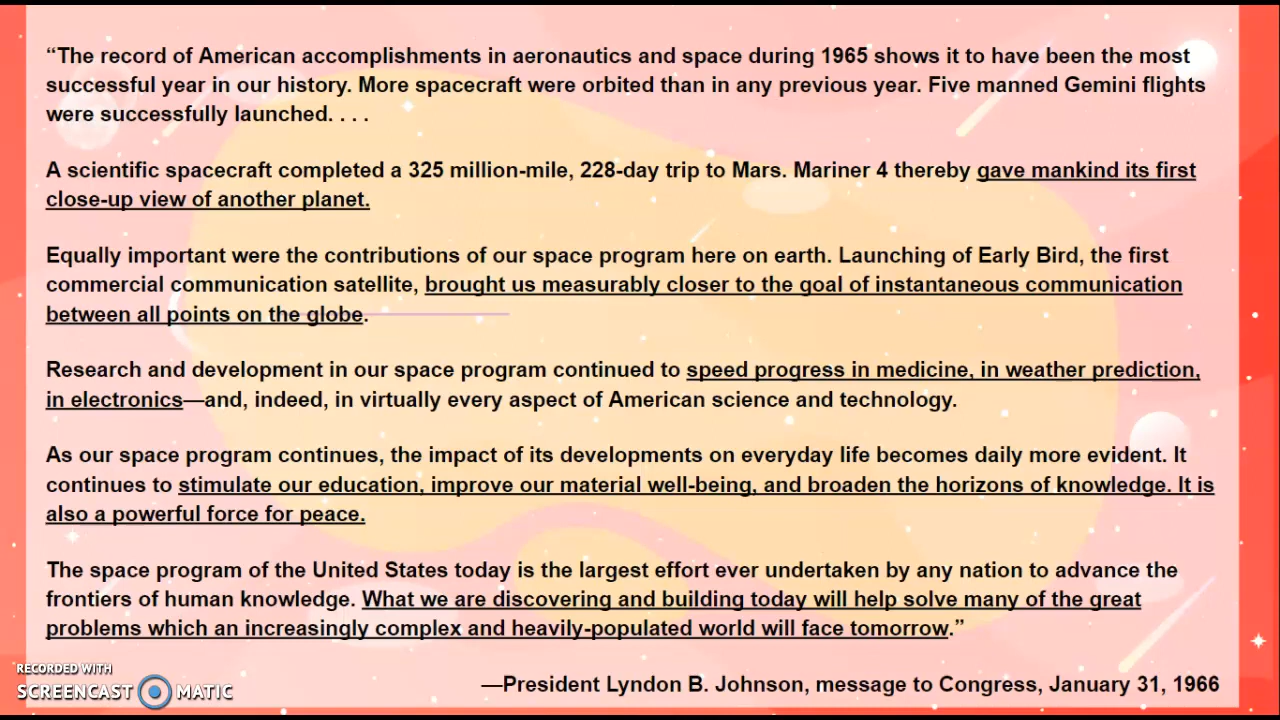 “The record of American accomplishments in aeronautics and space during 1965 shows it to have been the most
successful year in our history. More spacecraft were orbited than in any previous year. Five manned Gemini flights
were successfully launched. . . .
A scientific spacecraft completed a 325 million-mile, 228-day trip to Mars. Mariner 4 thereby gave mankind its first
close-up view of another planet.
Equally important were the contributions of our space program here on earth. Launching of Early Bird, the first
commercial communication satellite, brought us measurably closer to the goal of instantaneous communication
between all points on the globe.
Research and development in our space program continued to speed progress in medicine, in weather prediction,
in electronics—and, indeed, in virtually every aspect of American science and technology.
As our space program continues, the impact of its developments on everyday life becomes daily more evident. It
continues to stimulate our education, improve our material well-being, and broaden the horizons of knowledge. It is
also a powerful force for peace.
The space program of the United States today is the largest effort ever undertaken by any nation to advance the
frontiers of human knowledge. What we are discovering and building today will help solve many of the great
problems which an increasingly complex and heavily-populated world will face tomorrow.”
—President Lyndon B. Johnson, message to Congress, January 31, 1966
RECORDED WITH
SCREENCAST MATIC